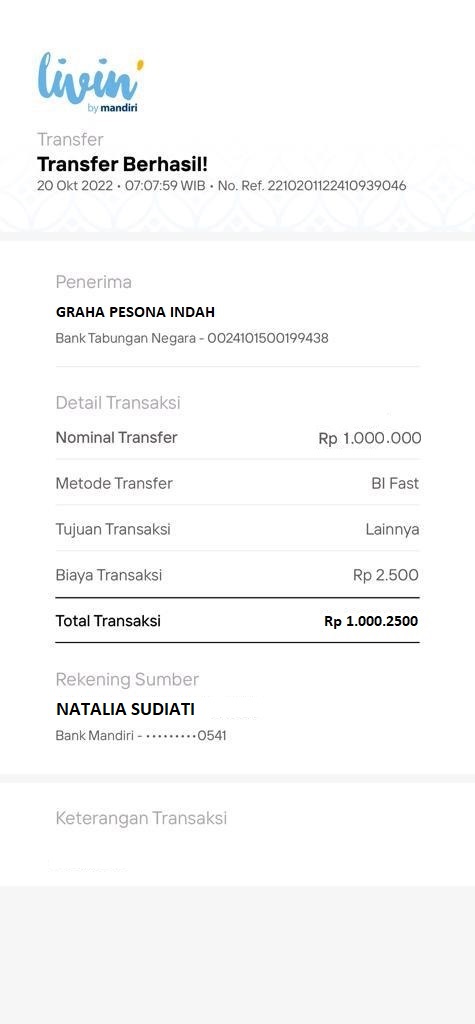 livin'
by mandiri
Transfer
Transfer Berhasil!
20 Okt 2022 • 07:07:59 WIB • No. Ref. 2210201122410939046
Penerima
GRAHA PESONA INDAH
Bank Tabungan Negara - 0024101500199438
Detail Transaksi
Nominal Transfer Rp 1.000.000
Metode Transfer BI Fast
Tujuan Transaksi Lainnya
Biaya Transaksi Rp 2.500
Total Transaksi Rp 1.000.2500
Rekening Sumber
NATALIA SUDIATI
Bank Mandiri - •••••••••0541
Keterangan Transaksi